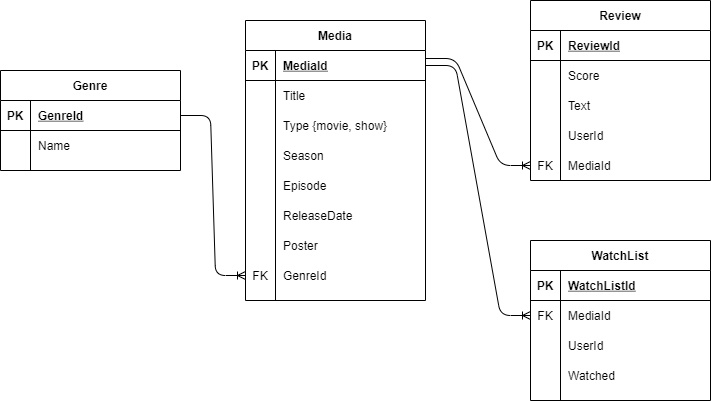 Genre
PK GenreId
Name
Media
PK MediaId
Title
Type {movie, show}
Season
Episode
ReleaseDate
Poster
FK GenreId
Review
PK ReviewId
Score
Text
UserId
FK MediaId
WatchList
PK WatchListId
FK MediaId
UserId
Watched